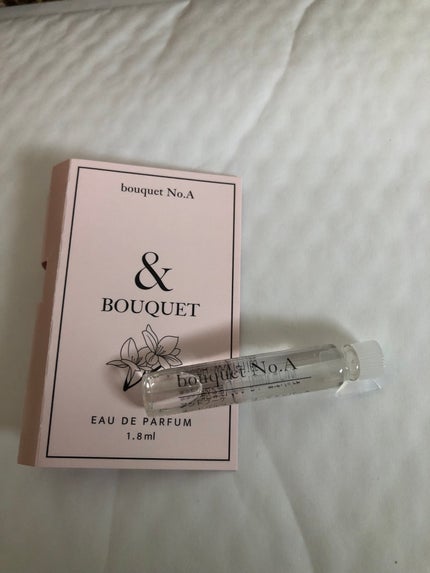 bouquet No.A
&
BOUQUET
bouquet No.A
EAU DE PARFUM
1.8ml